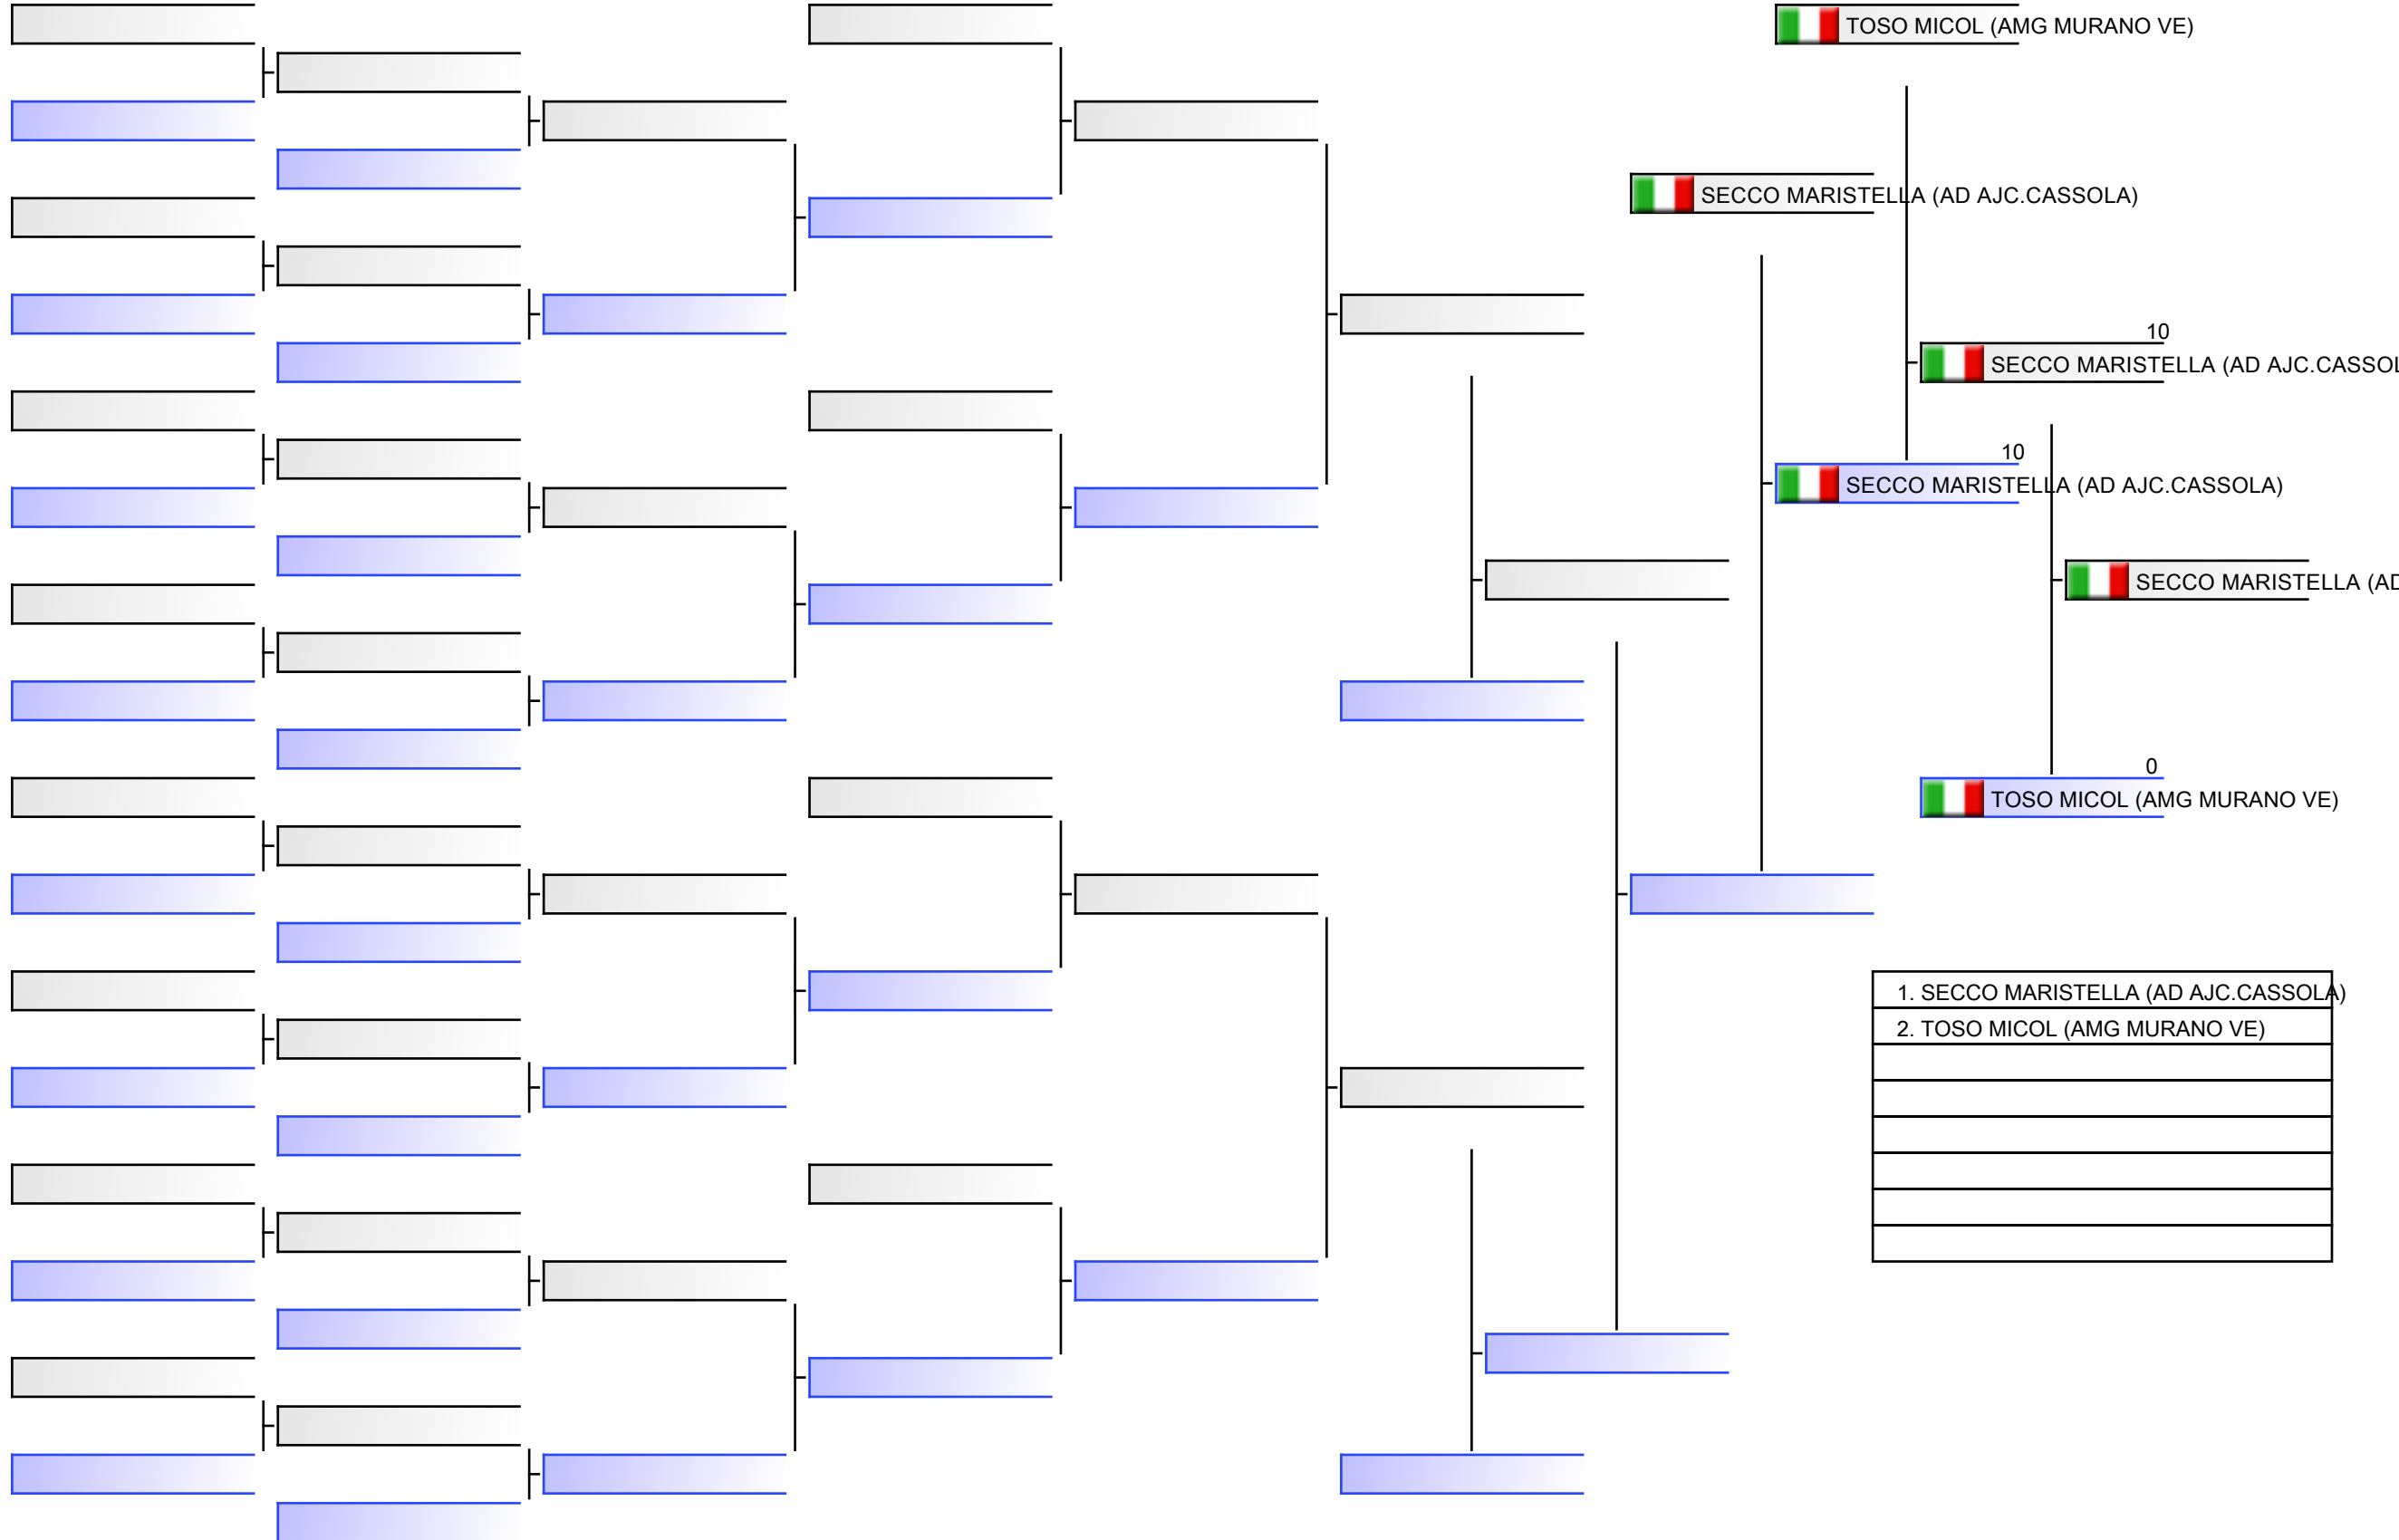 TOSO MICOL (AMG MURANO VE)
SECCO MARISTELLA (AD AJC.CASSOLA)
10
SECCO MARISTELLA (AD AJC.CASSOL
10
SECCO MARISTELLA (AD AJC.CASSOLA)
SECCO MARISTELLA (AD
0
TOSO MICOL (AMG MURANO VE)
1. SECCO MARISTELLA (AD AJC.CASSOLA)
2. TOSO MICOL (AMG MURANO VE)